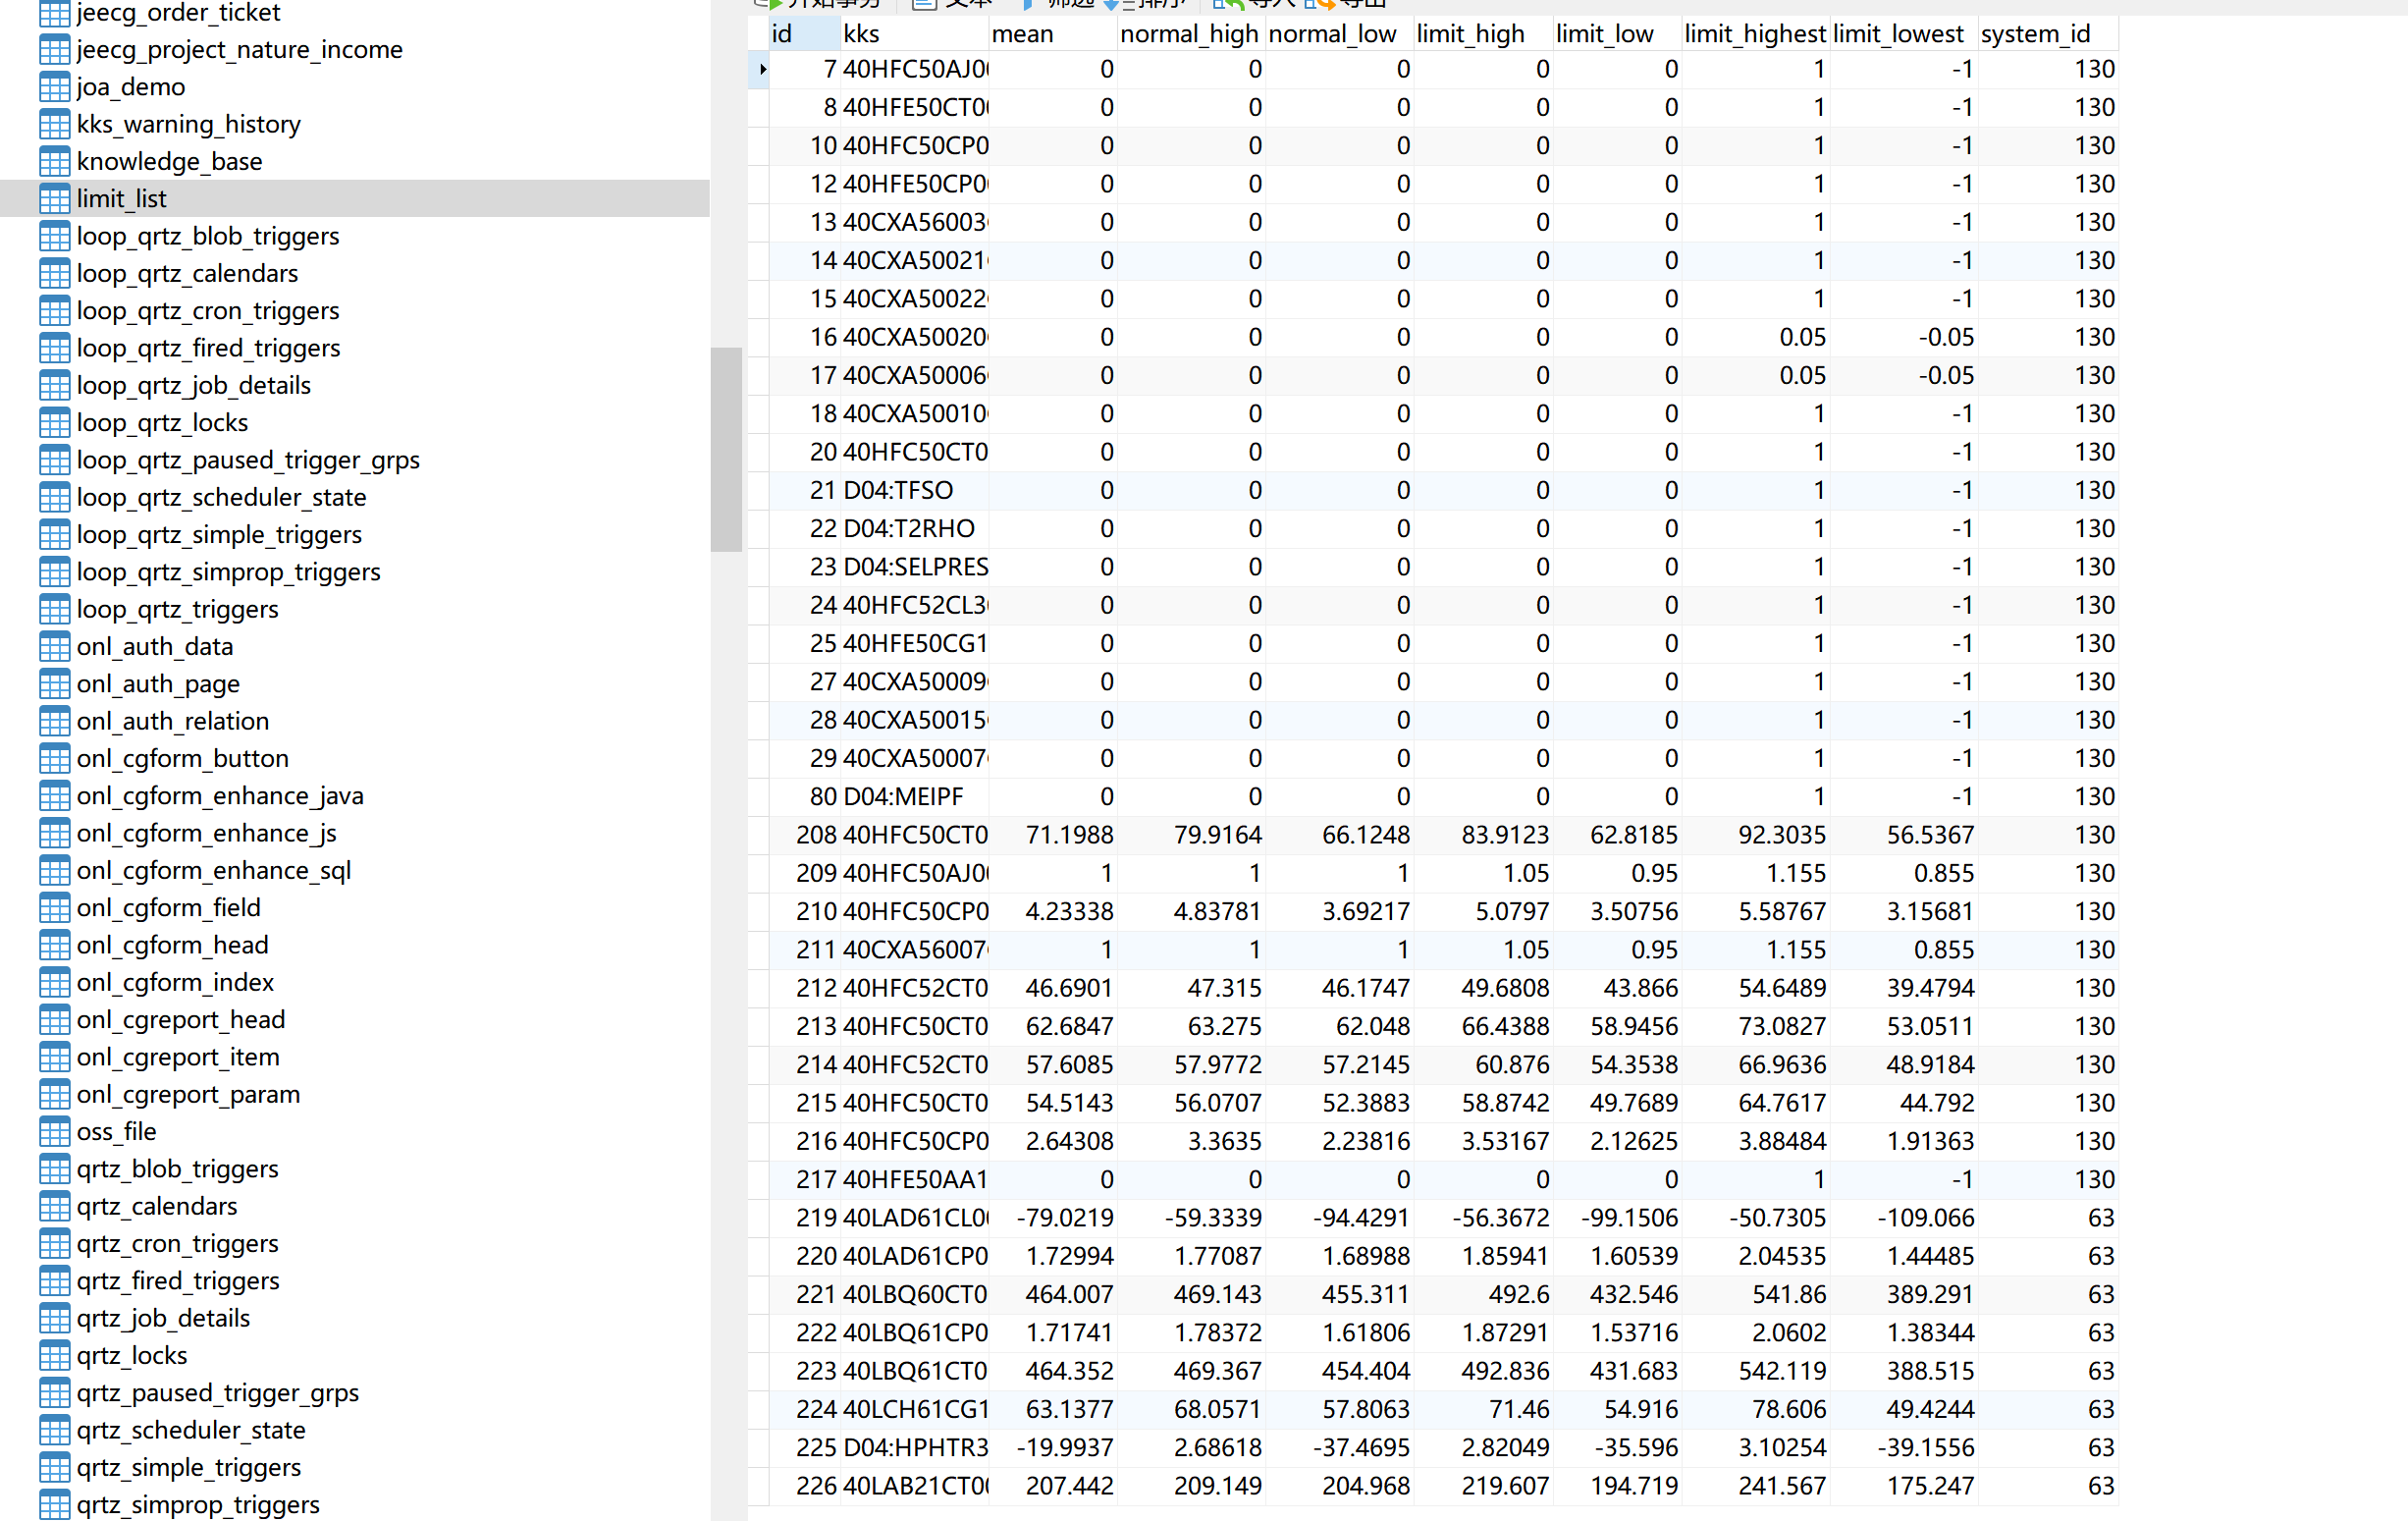 jeecg_order_ticket
jeecg_project_nature_income
joa_demo
kks_warning_history
knowledge_base
limit_list
loop_qrtz_blob_triggers
loop_qrtz_calendars
loop_qrtz_cron_triggers
loop_qrtz_fired_triggers
loop_qrtz_job_details
loop_qrtz_locks
loop_qrtz_paused_trigger_grps
loop_qrtz_scheduler_state
loop_qrtz_simple_triggers
loop_qrtz_simprop_triggers
loop_qrtz_triggers
onl_auth_data
onl_auth_page
onl_auth_relation
onl_cgform_button
onl_cgform_enhance_java
onl_cgform_enhance_js
onl_cgform_enhance_sql
onl_cgform_field
onl_cgform_head
onl_cgform_index
onl_cgreport_head
onl_cgreport_item
onl_cgreport_param
oss_file
qrtz_blob_triggers
qrtz_calendars
qrtz_cron_triggers
qrtz_fired_triggers
qrtz_job_details
qrtz_locks
qrtz_paused_trigger_grps
qrtz_scheduler_state
qrtz_simple_triggers
qrtz_simprop_triggers
开始事务 文本 筛选 排序 导入 导出
id kks mean normal_high normal_low limit_high limit_low limit_highest limit_lowest system_id
7 40HFC50AJ00 0 0 0 0 0 1 -1 130
8 40HFE50CT00 0 0 0 0 0 1 -1 130
10 40HFC50CP0 0 0 0 0 0 1 -1 130
12 40HFE50CP00 0 0 0 0 0 1 -1 130
13 40CXA56003 0 0 0 0 0 1 -1 130
14 40CXA50021 0 0 0 0 0 1 -1 130
15 40CXA50022 0 0 0 0 0 1 -1 130
16 40CXA50020 0 0 0 0 0 0.05 -0.05 130
17 40CXA50006 0 0 0 0 0 0.05 -0.05 130
18 40CXA50010 0 0 0 0 0 1 -1 130
20 40HFC50CT0 0 0 0 0 0 1 -1 130
21 D04:TFSO 0 0 0 0 0 1 -1 130
22 D04:T2RHO 0 0 0 0 0 1 -1 130
23 D04:SELPRES 0 0 0 0 0 1 -1 130
24 40HFC52CL3 0 0 0 0 0 1 -1 130
25 40HFE50CG1 0 0 0 0 0 1 -1 130
27 40CXA50009 0 0 0 0 0 1 -1 130
28 40CXA50015 0 0 0 0 0 1 -1 130
29 40CXA50007 0 0 0 0 0 1 -1 130
80 D04:MEIPF 0 0 0 0 0 1 -1 130
208 40HFC50CT0 71.1988 79.9164 66.1248 83.9123 62.8185 92.3035 56.5367 130
209 40HFC50AJ00 1 1 1 1.05 0.95 1.155 0.855 130
210 40HFC50CP0 4.23338 4.83781 3.69217 5.0797 3.50756 5.58767 3.15681 130
211 40CXA56007 1 1 1 1.05 0.95 1.155 0.855 130
212 40HFC52CT0 46.6901 47.315 46.1747 49.6808 43.866 54.6489 39.4794 130
213 40HFC50CT0 62.6847 63.275 62.048 66.4388 58.9456 73.0827 53.0511 130
214 40HFC52CT0 57.6085 57.9772 57.2145 60.876 54.3538 66.9636 48.9184 130
215 40HFC50CT0 54.5143 56.0707 52.3883 58.8742 49.7689 64.7617 44.792 130
216 40HFC50CP0 2.64308 3.3635 2.23816 3.53167 2.12625 3.88484 1.91363 130
217 40HFE50AA1 0 0 0 0 0 1 -1 130
219 40LAD61CL00 -79.0219 -59.3339 -94.4291 -56.3672 -99.1506 -50.7305 -109.066 63
220 40LAD61CP0 1.72994 1.77087 1.68988 1.85941 1.60539 2.04535 1.44485 63
221 40LBQ60CT0 464.007 469.143 455.311 492.6 432.546 541.86 389.291 63
222 40LBQ61CP0 1.71741 1.78372 1.61806 1.87291 1.53716 2.0602 1.38344 63
223 40LBQ61CT0 464.352 469.367 454.404 492.836 431.683 542.119 388.515 63
224 40LCH61CG1 63.1377 68.0571 57.8063 71.46 54.916 78.606 49.4244 63
225 D04:HPHTR3 -19.9937 2.68618 -37.4695 2.82049 -35.596 3.10254 -39.1556 63
226 40LAB21CT00 207.442 209.149 204.968 219.607 194.719 241.567 175.247 63